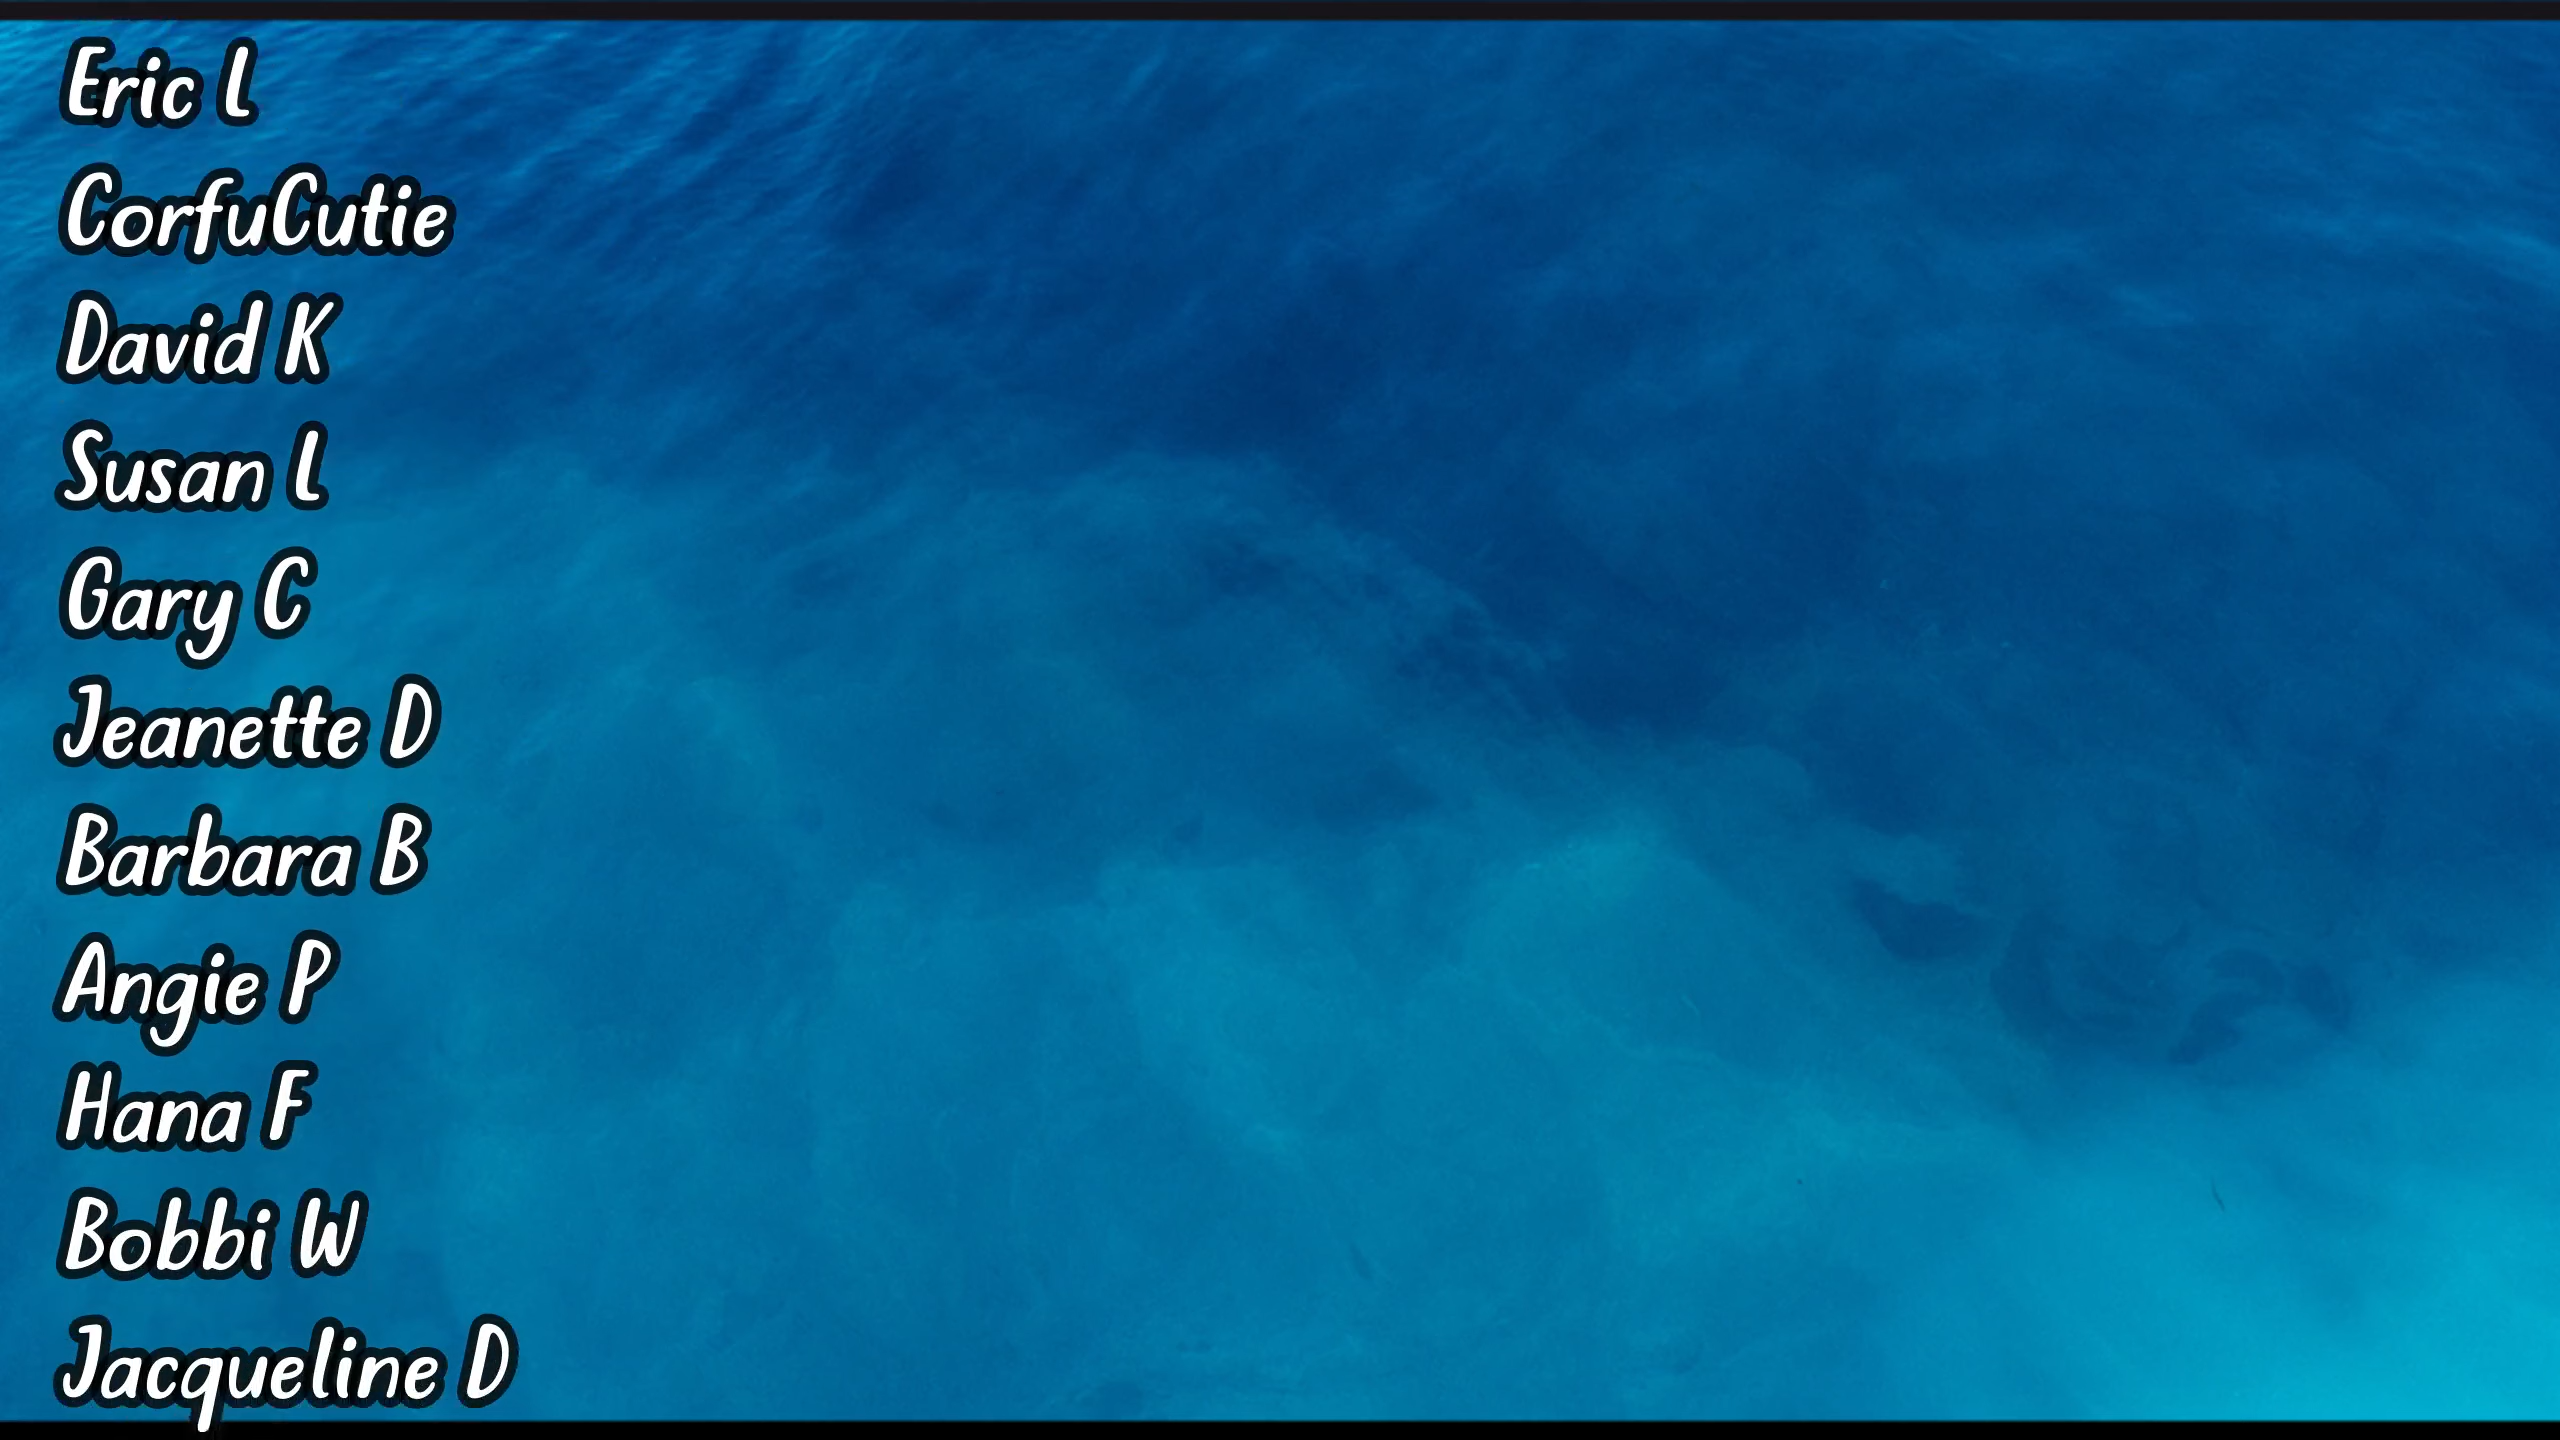 Eric L
CorfuCutie
David K
Susan L
Gary C
Jeanette D
Barbara B
Angie P
Hana F
Bobbi W
Jacqueline D